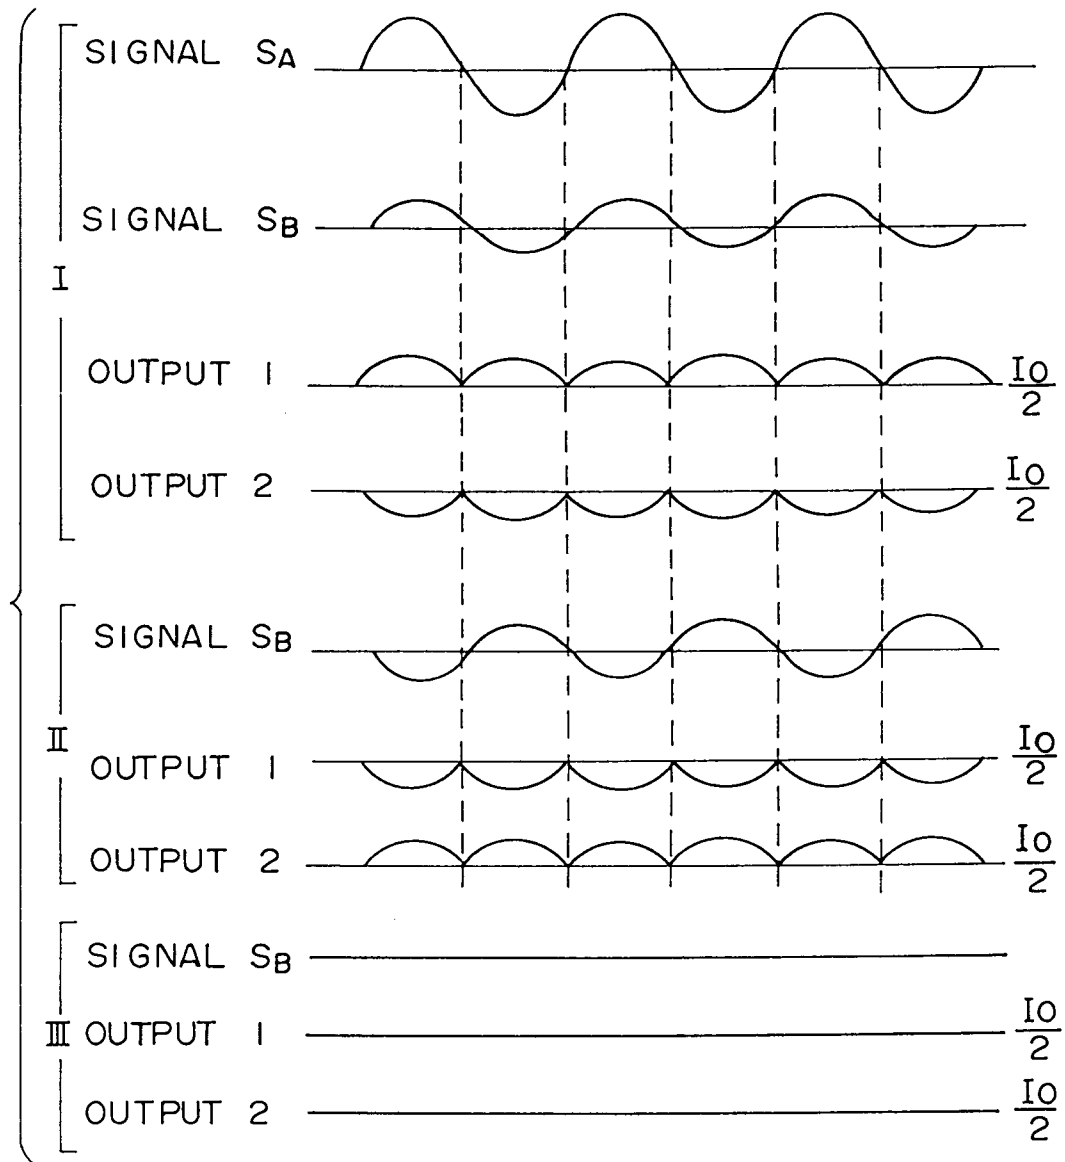 SIGNAL SA
SIGNAL SB
I
OUTPUT 1 IO/2
OUTPUT 2 IO/2
SIGNAL SB
II
OUTPUT 1 IO/2
OUTPUT 2 IO/2
SIGNAL SB
III
OUTPUT 1 IO/2
OUTPUT 2 IO/2